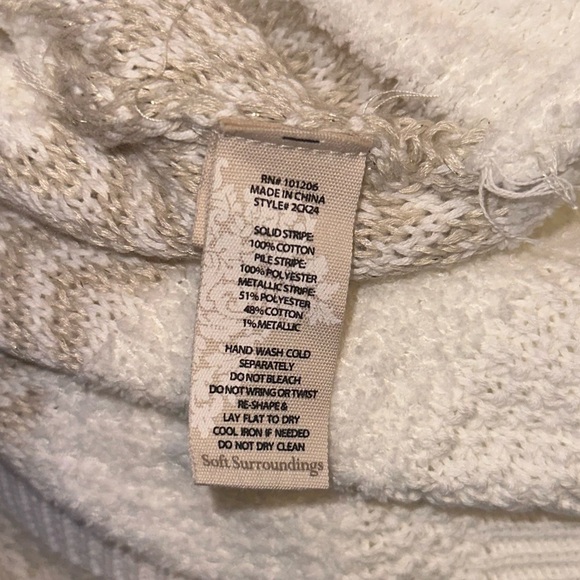 RN# 101206
MADE IN CHINA
STYLE# 2CK24
SOLID STRIPE:
100% COTTON
PILE STRIPE:
100% POLYESTER
METALLIC STRIPE:
51% POLYESTER
48% COTTON
1% METALLIC
HAND WASH COLD
SEPARATELY
DO NOT BLEACH
DO NOT WRING OR TWIST
RE-SHAPE &
LAY FLAT TO DRY
COOL IRON IF NEEDED
DO NOT DRY CLEAN
Soft Surroundings